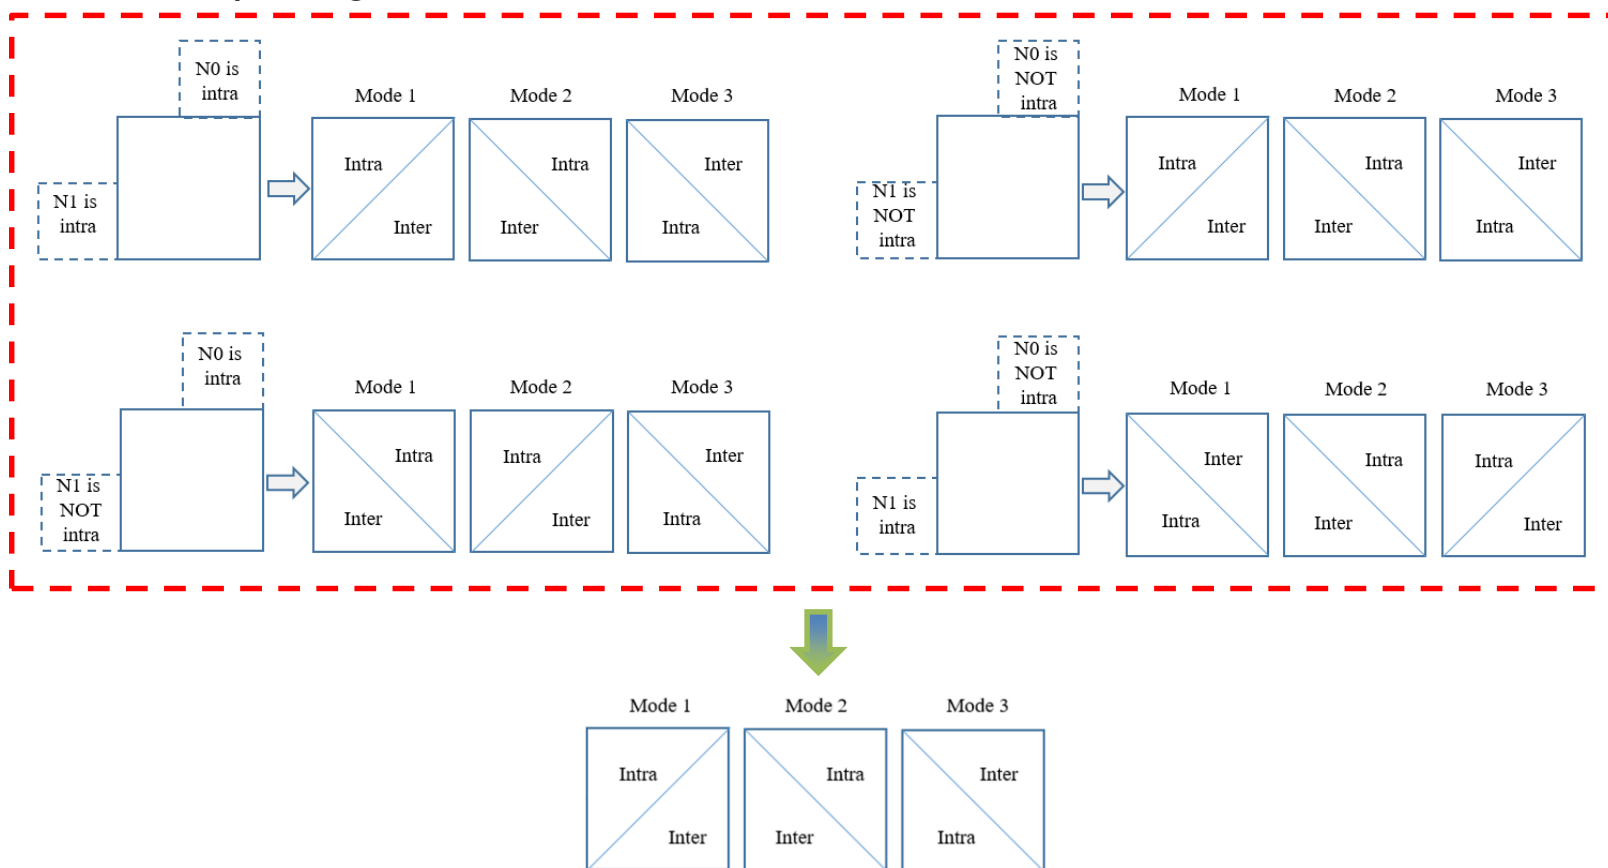 N0 is
intra
N1 is
intra
Mode 1
Mode 2
Mode 3
Intra
Inter
Intra
Inter
Inter
Intra
N0 is
NOT
intra
N1 is
NOT
intra
Mode 1
Mode 2
Mode 3
Intra
Inter
Intra
Inter
Inter
Intra
N0 is
intra
N1 is
NOT
intra
Mode 1
Mode 2
Mode 3
Intra
Inter
Intra
Inter
Inter
Intra
N0 is
NOT
intra
N1 is
intra
Mode 1
Mode 2
Mode 3
Inter
Intra
Intra
Inter
Intra
Inter
Mode 1
Mode 2
Mode 3
Intra
Inter
Intra
Inter
Inter
Intra